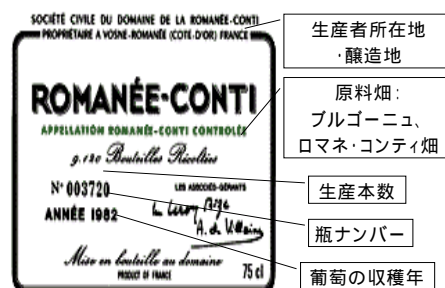 SOCIÉTÉ CIVILE DU DOMAINE DE LA ROMANÉE-CONTI
PROPRIÉTAIRE A VOSNE-ROMANÉE (COTE-D'OR) FRANCE
ROMANÉE-CONTI
APPELLATION ROMANÉE-CONTI CONTROLÉE
9.120 Bouteilles Récoltées
N° 003720
LES ASSOCIÉS-GÉRANTS
ANNÉE 1982
A. de Villaine
Mise en bouteille au domaine
PRODUCT OF FRANCE
75 cl
生産者所在地
・醸造地
原料畑:
ブルゴーニュ、
ロマネ・コンティ畑
生産本数
瓶ナンバー
葡萄の収穫年